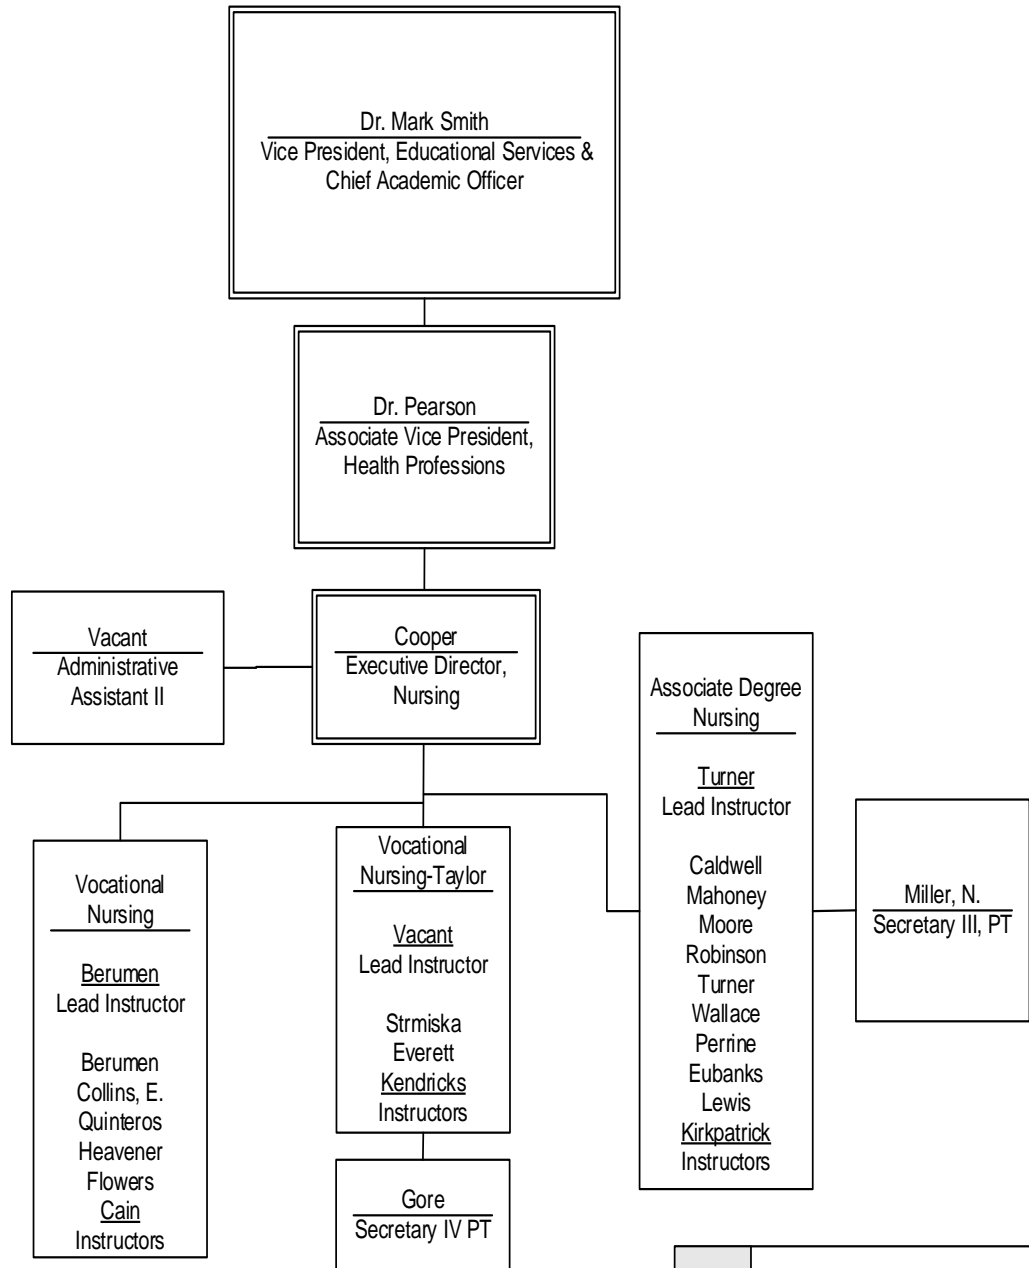 Dr. Mark Smith
Vice President, Educational Services &
Chief Academic Officer
Dr. Pearson
Associate Vice President,
Health Professions
Vacant
Administrative
Assistant II
Cooper
Executive Director,
Nursing
Vocational
Nursing
Berumen
Lead Instructor
Berumen
Collins, E.
Quinteros
Heavener
Flowers
Cain
Instructors
Vocational
Nursing-Taylor
Vacant
Lead Instructor
Strmiska
Everett
Kendricks
Instructors
Gore
Secretary IV PT
Associate Degree
Nursing
Turner
Lead Instructor
Caldwell
Mahoney
Moore
Robinson
Turner
Wallace
Perrine
Eubanks
Lewis
Kirkpatrick
Instructors
Miller, N.
Secretary III, PT